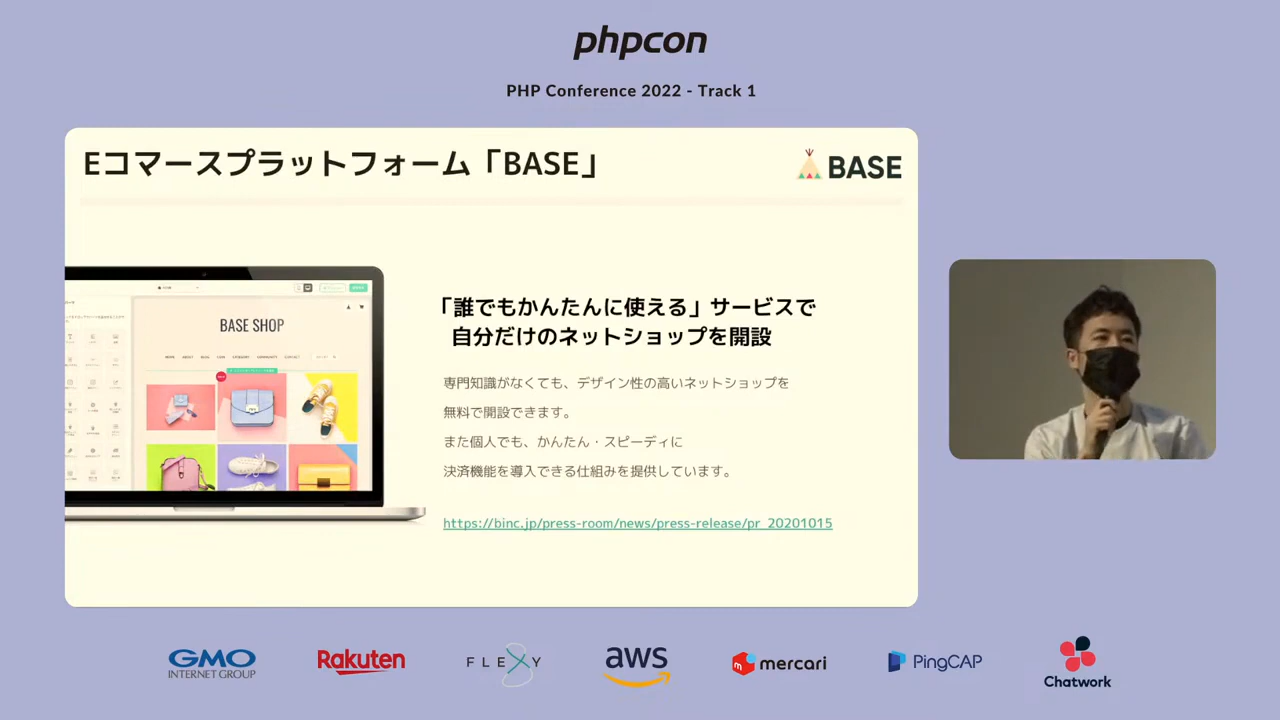 phpcon
PHP Conference 2022 - Track 1
Eコマースプラットフォーム「BASE」
BASE
BASE SHOP
HOME ABOUT BLOG CATEGORY COMMUNITY CONTACT
「誰でもかんたんに使える」サービスで
自分だけのネットショップを開設
専門知識がなくても、デザイン性の高いネットショップを
無料で開設できます。
また個人でも、かんたん・スピーディに
決済機能を導入できる仕組みを提供しています。
https://binc.jp/press-room/news/press-release/pr_20201015
GMO
INTERNET GROUP
Rakuten
FLEXY
aws
mercari
PingCAP
Chatwork